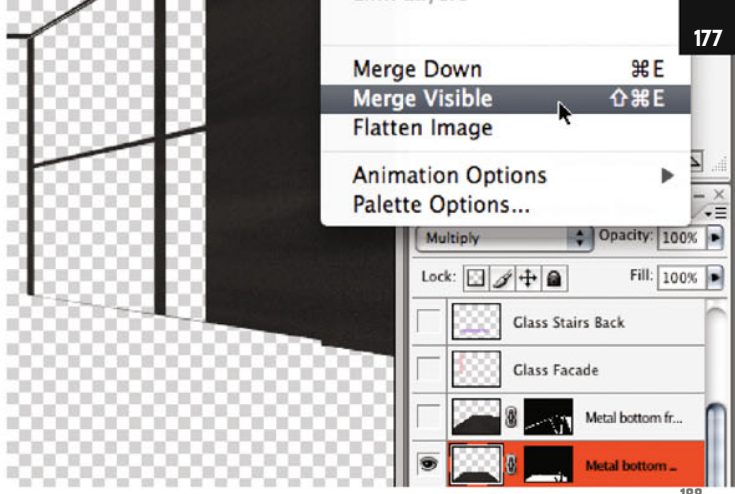 177
Merge Down ⌘E
Merge Visible ⇧⌘E
Flatten Image
Animation Options
Palette Options...
Multiply Opacity: 100%
Lock: Fill: 100%
Glass Stairs Back
Glass Facade
Metal bottom fr...
Metal bottom ...